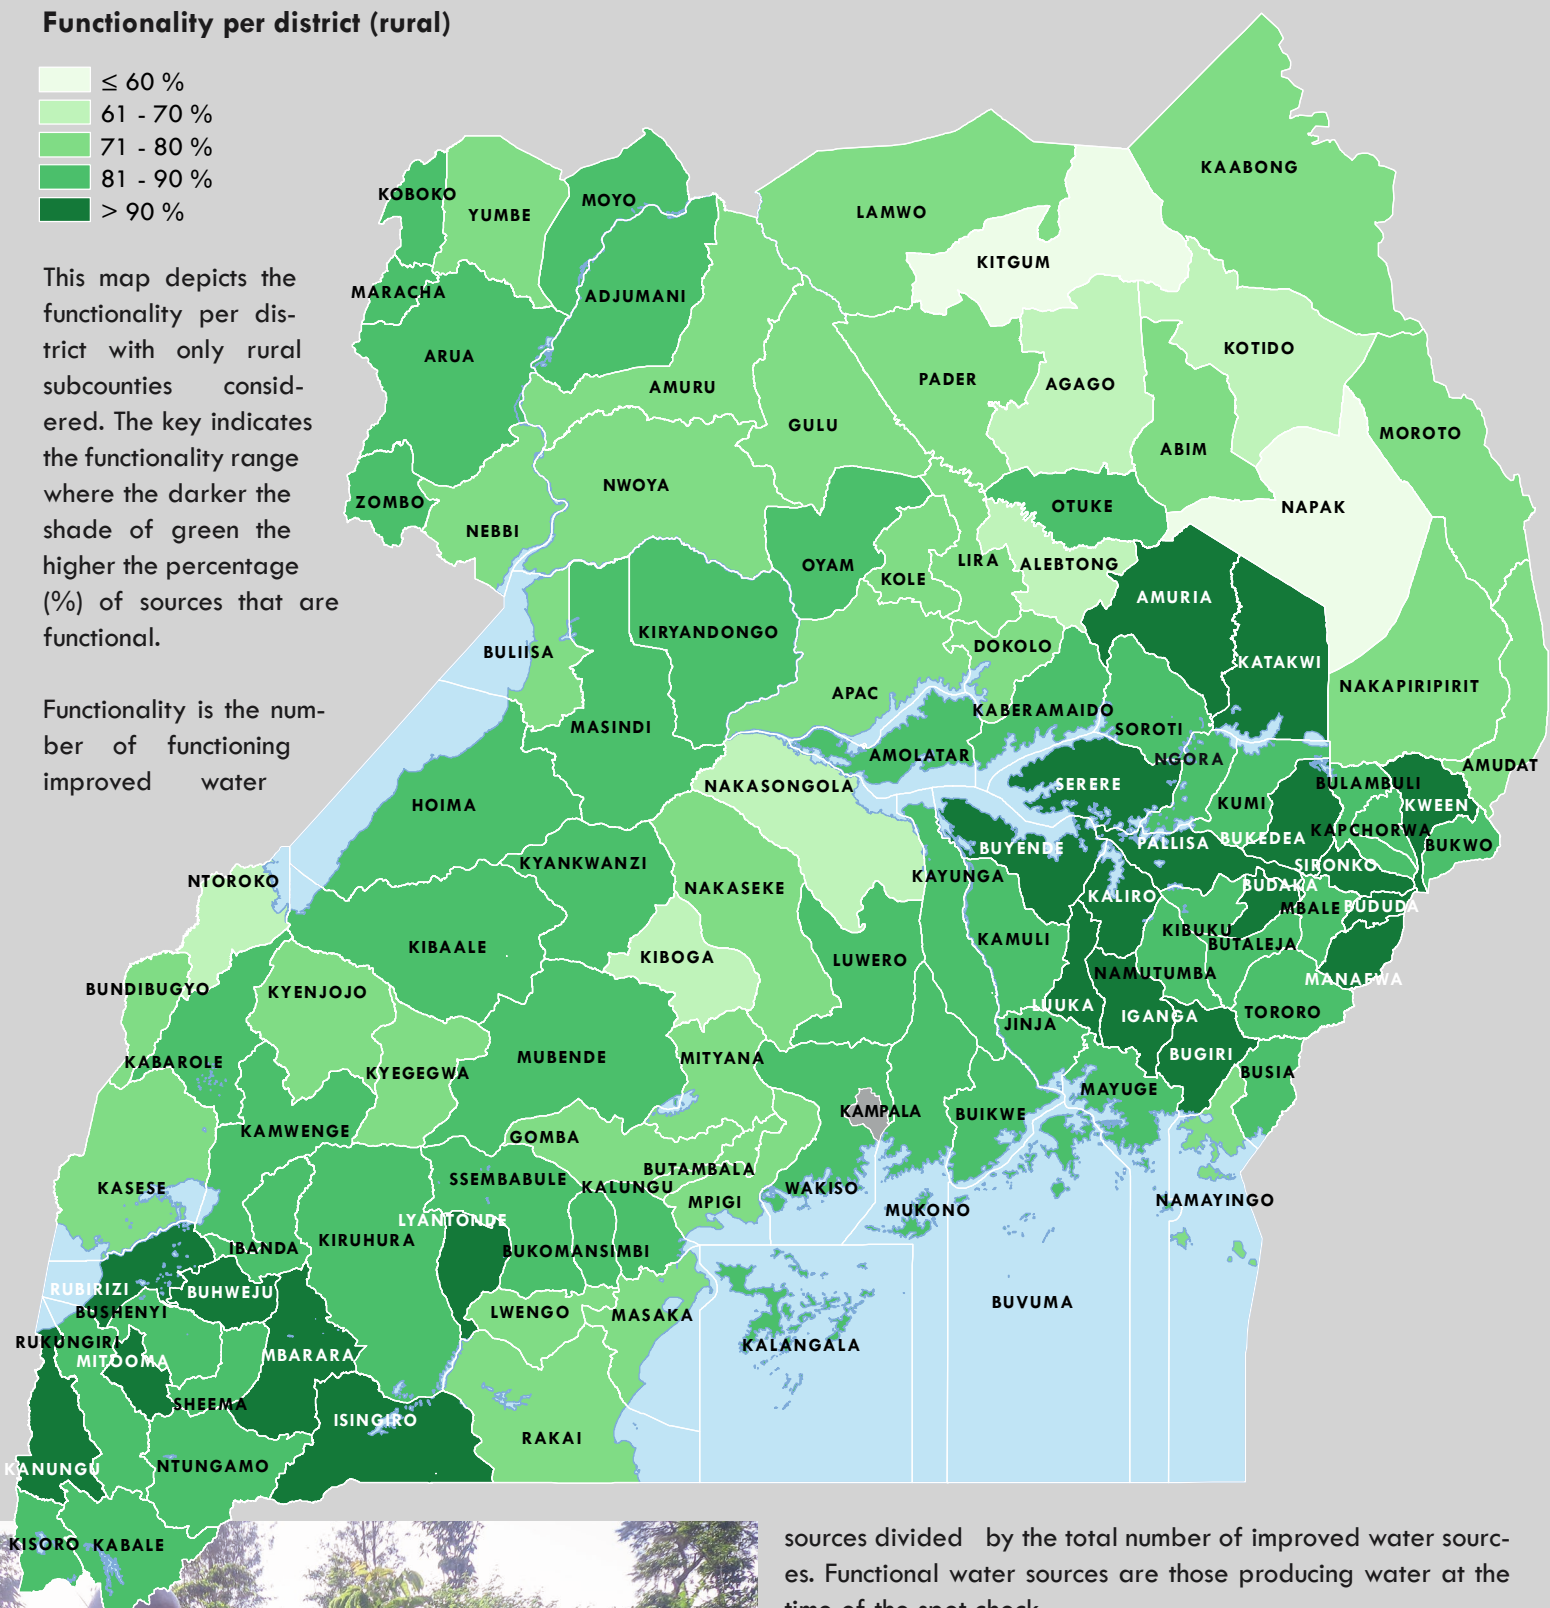 Functionality per district (rural)
≤ 60 %
61 - 70 %
71 - 80 %
81 - 90 %
> 90 %
This map depicts the
functionality per dis-
trict with only rural
subcounties consid-
ered. The key indicates
the functionality range
where the darker the
shade of green the
higher the percentage
(%) of sources that are
functional.
Functionality is the num-
ber of functioning
improved water
KAABONG
KOBOKO
YUMBE
MOYO
LAMWO
KITGUM
MARACHA
ADJUMANI
ARUA
KOTIDO
AMURU
PADER
AGAGO
GULU
MOROTO
ABIM
NWOYA
ZOMBO
NEBBI
OTUKE
NAPAK
OYAM
KOLE
LIRA
ALEBTONG
AMURIA
KIRYANDONGO
BULIISA
DOKOLO
KATAKWI
NAKAPIRIPIRIT
APAC
KABERAMAIDO
MASINDI
SOROTI
AMOLATAR
NGORA
AMUDAT
NAKASONGOLA
SERERE
BULAMBULI
HOIMA
KUMI
KWEEN
KAPCHORWA
BUYENDE
PALLISA
BUKEDEA
BUKWO
KYANKWANZI
SIRONKO
NTOROKO
NAKASEKE
KAYUNGA
BUDAKA
KALIRO
MBALE
BUDUDA
KIBAALE
KAMULI
KIBUKU
BUTALEJA
KIBOGA
LUWERO
NAMUTUMBA
MANAFWA
BUNDIBUGYO
KYENJOJO
LUUKA
IGANGA
TORORO
JINJA
KABAROLE
KYEGEGWA
MUBENDE
MITYANA
BUGIRI
BUSIA
MAYUGE
KAMPALA
BUIKWE
KAMWENGE
GOMBA
BUTAMBALA
KASESE
SSEMBABULE
KALUNGU
WAKISO
MPIGI
MUKONO
NAMAYINGO
LYANTONDE
IBANDA
KIRUHURA
BUKOMANSIMBI
RUBIRIZI
BUHWEJU
BUSHENYI
LWENGO
MASAKA
BUVUMA
RUKUNGIRI
MITOOMA
MBARARA
KALANGALA
SHEEMA
ISINGIRO
RAKAI
KANUNGU
NTUNGAMO
KISORO
KABALE
sources divided by the total number of improved water sourc-
es. Functional water sources are those producing water at the
time of the spot check